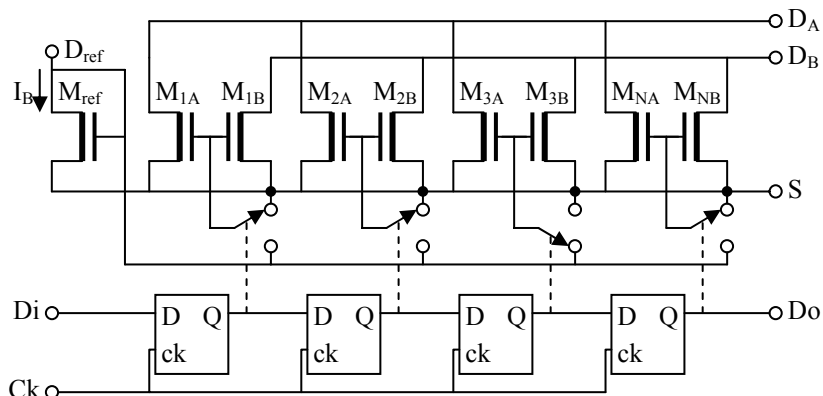 D_A
D_ref
D_B
I_B M_ref M_1A M_1B M_2A M_2B M_3A M_3B M_NA M_NB
S
Di D Q D Q D Q D Q Do
ck ck ck ck
Ck